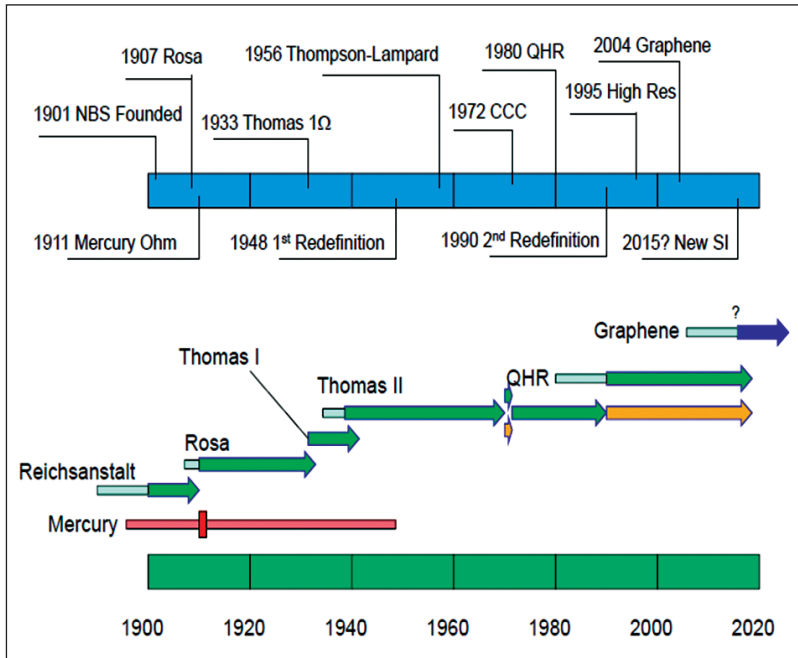 1907 Rosa
1956 Thompson-Lampard
1980 QHR
2004 Graphene
1901 NBS Founded
1933 Thomas 1Ω
1972 CCC
1995 High Res
1911 Mercury Ohm
1948 1st Redefinition
1990 2nd Redefinition
2015? New SI
?
Graphene
Thomas I
Thomas II
QHR
Rosa
Reichsanstalt
Mercury
1900 1920 1940 1960 1980 2000 2020